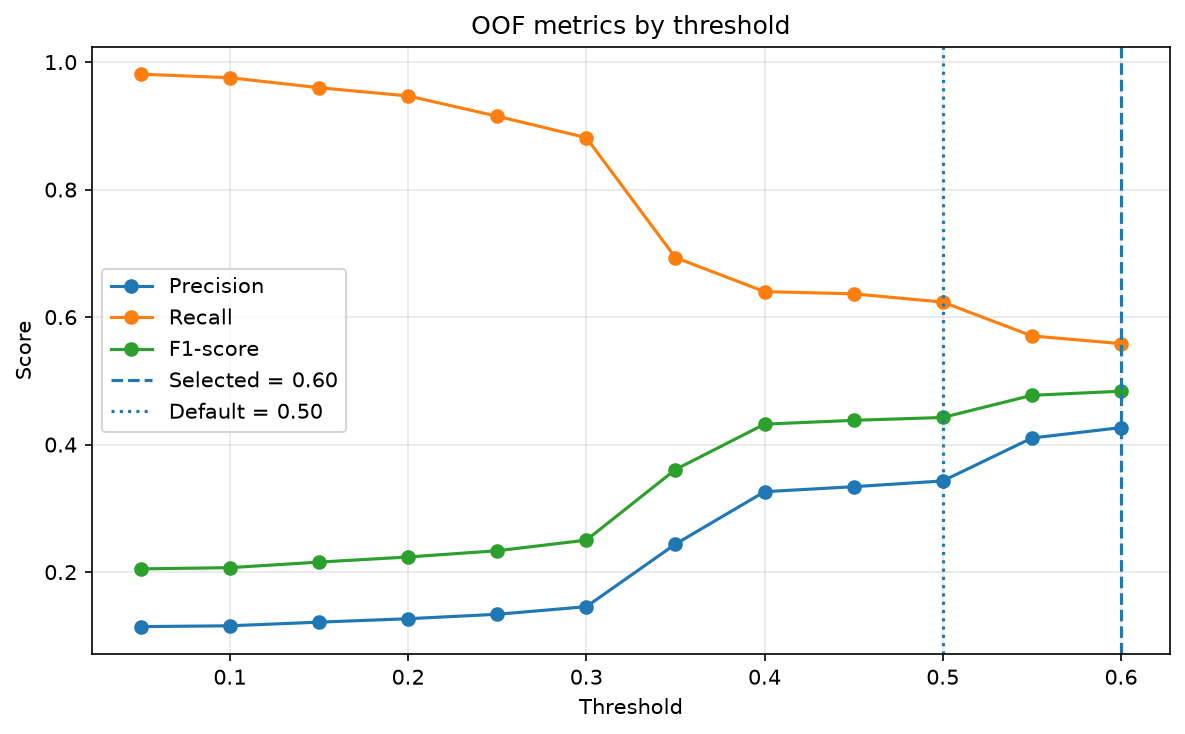 OOF metrics by threshold
1.0
0.8
0.6
0.4
0.2
Score
Precision
Recall
F1-score
Selected = 0.60
Default = 0.50
0.1 0.2 0.3 0.4 0.5 0.6
Threshold